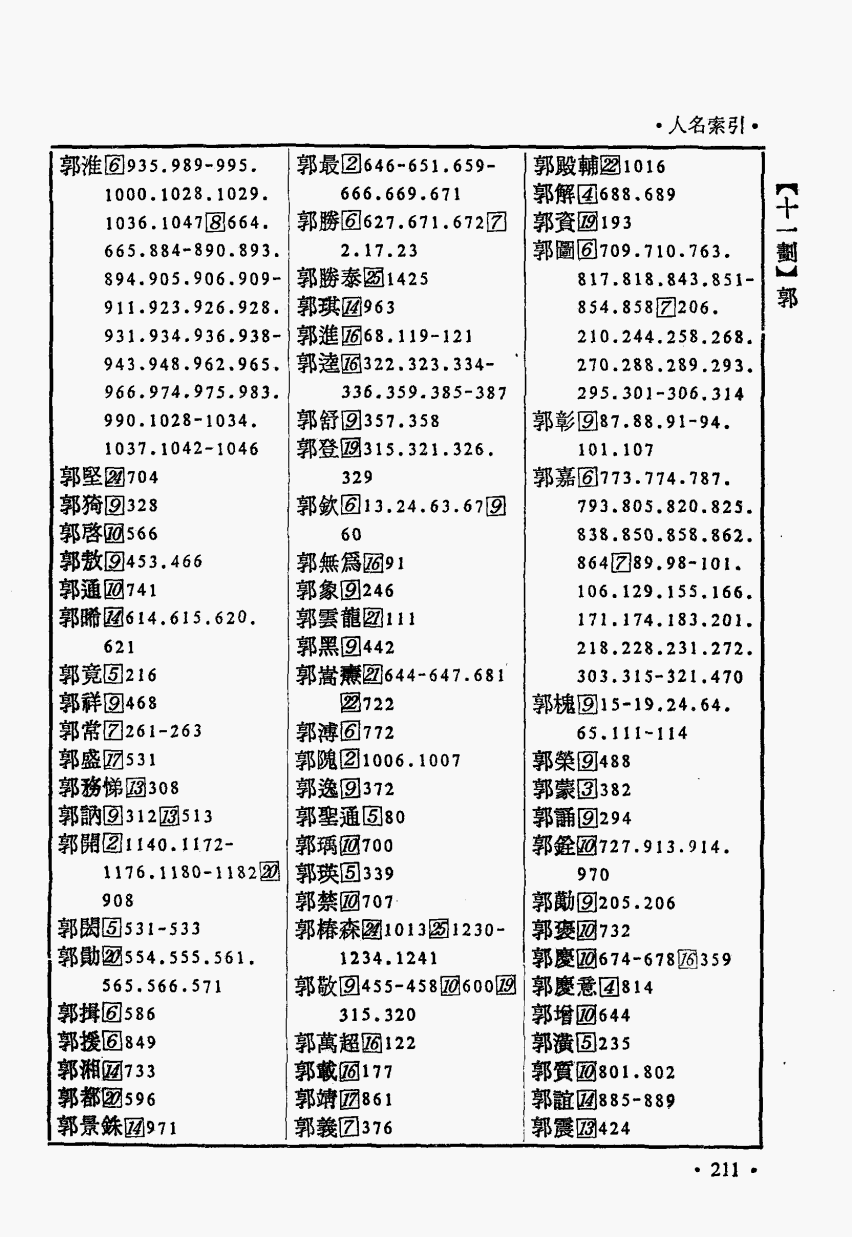 ·人名索引·
【十一劃】郭
郭淮[6]935.989-995.
1000.1028.1029.
1036.1047[8]664.
665.884-890.893.
894.905.906.909-
911.923.926.928.
931.934.936.938-
943.948.962.965.
966.974.975.983.
990.1028-1034.
1037.1042-1046
郭堅[24]704
郭猗[9]328
郭啓[10]566
郭敖[9]453.466
郭通[10]741
郭晞[14]614.615.620.
621
郭竟[5]216
郭祥[9]468
郭常[7]261-263
郭盛[17]531
郭務悌[13]308
郭訥[9]312[13]513
郭開[2]1140.1172-
1176.1180-1182[20]
908
郭閎[5]531-533
郭勛[20]554.555.561.
565.566.571
郭揖[6]586
郭援[6]849
郭湘[14]733
郭都[20]596
郭景銖[14]971
郭最[2]646-651.659-
666.669.671
郭勝[6]627.671.672[7]
2.17.23
郭勝泰[25]1425
郭琪[14]963
郭進[16]68.119-121
郭逵[16]322.323.334-
336.359.385-387
郭舒[9]357.358
郭登[19]315.321.326.
329
郭欽[6]13.24.63.67[9]
60
郭無爲[16]91
郭象[9]246
郭雲龍[21]111
郭黑[9]442
郭嵩燾[21]644-647.681
[22]722
郭溥[6]772
郭隗[2]1006.1007
郭逸[9]372
郭聖通[5]80
郭瑀[10]700
郭瑛[5]339
郭禁[10]707
郭椿森[24]1013[25]1230-
1234.1241
郭敬[9]455-458[10]600[19]
315.320
郭萬超[16]122
郭載[16]177
郭靖[17]861
郭義[7]376
郭殿輔[22]1016
郭解[4]688.689
郭資[19]193
郭圖[6]709.710.763.
817.818.843.851-
854.858[7]206.
210.244.258.268.
270.288.289.293.
295.301-306.314
郭彰[9]87.88.91-94.
101.107
郭嘉[6]773.774.787.
793.805.820.825.
838.850.858.862.
864[7]89.98-101.
106.129.155.166.
171.174.183.201.
218.228.231.272.
303.315-321.470
郭槐[9]15-19.24.64.
65.111-114
郭榮[9]488
郭蒙[3]382
郭誦[9]294
郭銓[10]727.913.914.
970
郭勱[9]205.206
郭褒[10]732
郭慶[10]674-678[16]359
郭慶意[4]814
郭增[10]644
郭潢[5]235
郭質[10]801.802
郭誼[14]885-889
郭震[13]424
·211·